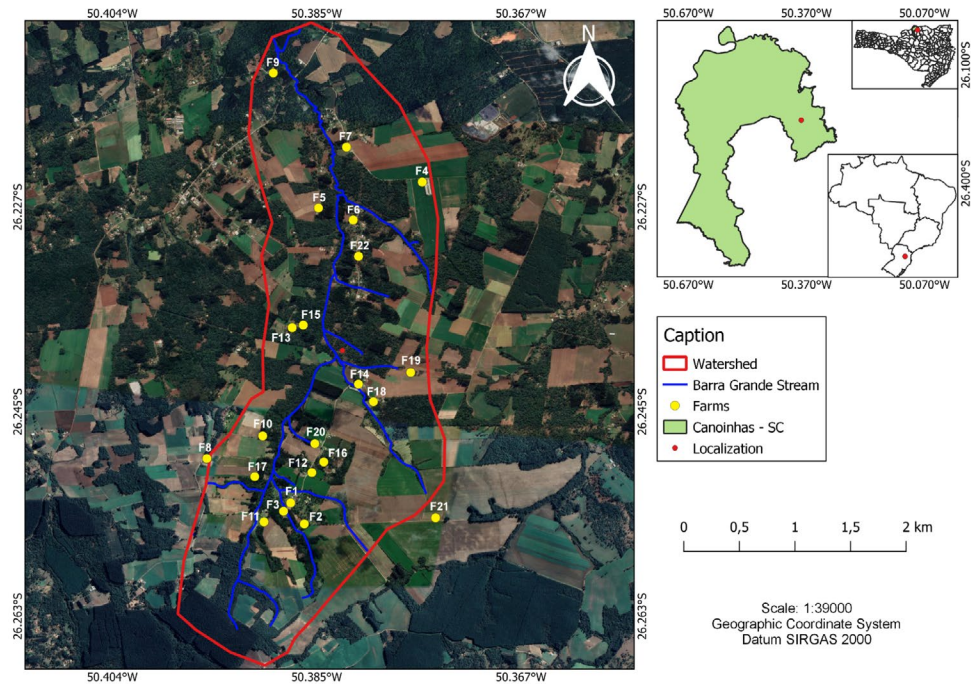 50.404°W 50.385°W 50.367°W
50.670°W 50.370°W 50.070°W
N
F9
F7
F4
F5
F6
F22
F15
F13
F19
F14
F18
F10
F20
F8
F12
F16
F17
F1
F3
F11
F2
F21
26.227°S
26.245°S
26.263°S
26.227°S
26.245°S
26.263°S
50.404°W 50.385°W 50.367°W
26.100°S
26.400°S
50.670°W 50.370°W 50.070°W
Caption
Watershed
Barra Grande Stream
Farms
Canoinhas - SC
Localization
0 0,5 1 1,5 2 km
Scale: 1:39000
Geographic Coordinate System
Datum SIRGAS 2000